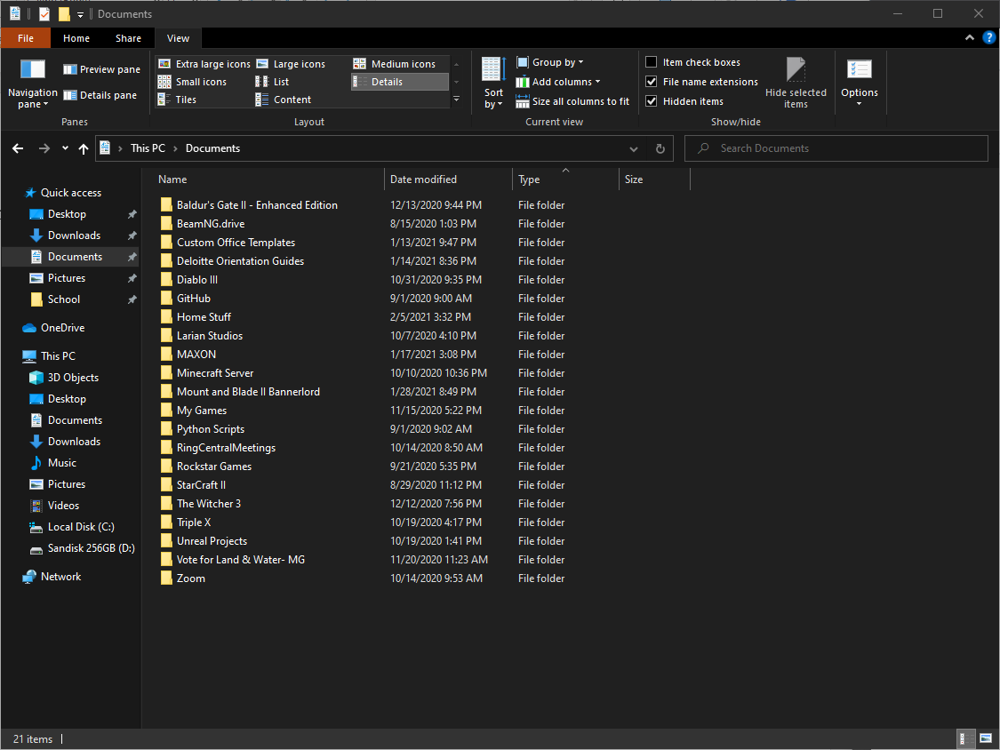 Documents
File Home Share View
Navigation pane
Preview pane
Details pane
Panes
Extra large icons Large icons Medium icons
Small icons List Details
Tiles Content
Layout
Sort by
Group by
Add columns
Size all columns to fit
Current view
Item check boxes
File name extensions
Hidden items
Hide selected items
Show/hide
Options
This PC Documents
Search Documents
Quick access
Desktop
Downloads
Documents
Pictures
School
OneDrive
This PC
3D Objects
Desktop
Documents
Downloads
Music
Pictures
Videos
Local Disk (C:)
Sandisk 256GB (D:)
Network
Name Date modified Type Size
Baldur's Gate II - Enhanced Edition 12/13/2020 9:44 PM File folder
BeamNG.drive 8/15/2020 1:03 PM File folder
Custom Office Templates 1/13/2021 9:47 PM File folder
Deloitte Orientation Guides 1/14/2021 8:36 PM File folder
Diablo III 10/31/2020 9:35 PM File folder
GitHub 9/1/2020 9:00 AM File folder
Home Stuff 2/5/2021 3:32 PM File folder
Larian Studios 10/7/2020 4:10 PM File folder
MAXON 1/17/2021 3:08 PM File folder
Minecraft Server 10/10/2020 10:36 PM File folder
Mount and Blade II Bannerlord 1/28/2021 8:49 PM File folder
My Games 11/15/2020 5:22 PM File folder
Python Scripts 9/1/2020 9:02 AM File folder
RingCentralMeetings 10/14/2020 8:50 AM File folder
Rockstar Games 9/21/2020 5:35 PM File folder
StarCraft II 8/29/2020 11:12 PM File folder
The Witcher 3 12/12/2020 7:56 PM File folder
Triple X 10/19/2020 4:17 PM File folder
Unreal Projects 10/19/2020 1:41 PM File folder
Vote for Land & Water- MG 11/20/2020 11:23 AM File folder
Zoom 10/14/2020 9:53 AM File folder
21 items